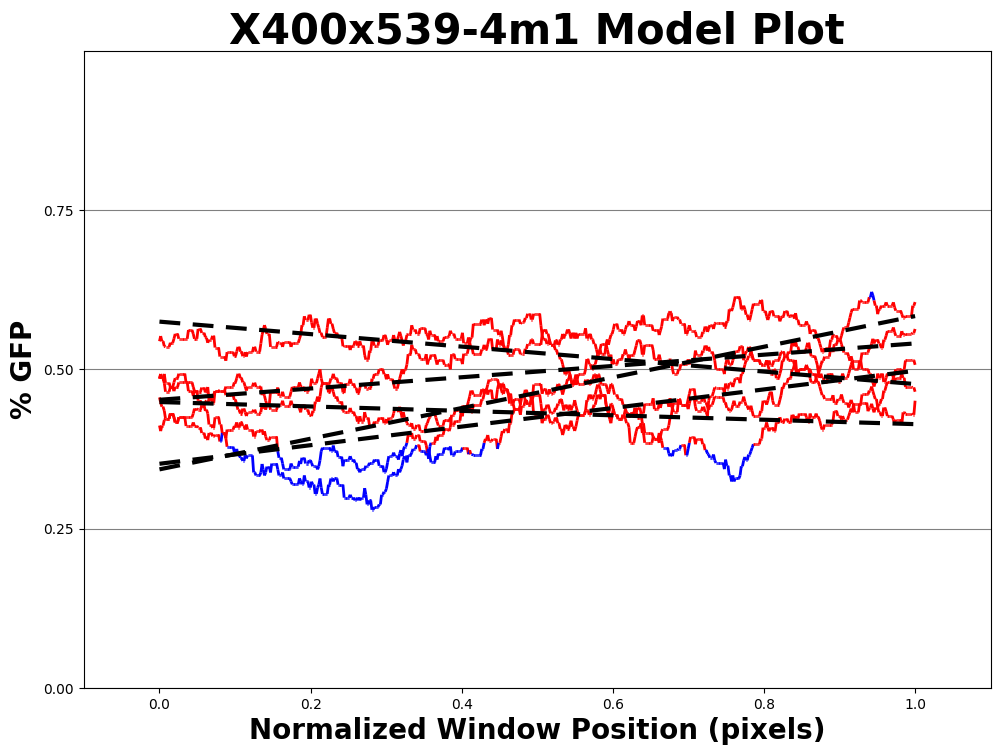 X400x539-4m1 Model Plot
% GFP
0.75
0.50
0.25
0.00
0.0 0.2 0.4 0.6 0.8 1.0
Normalized Window Position (pixels)